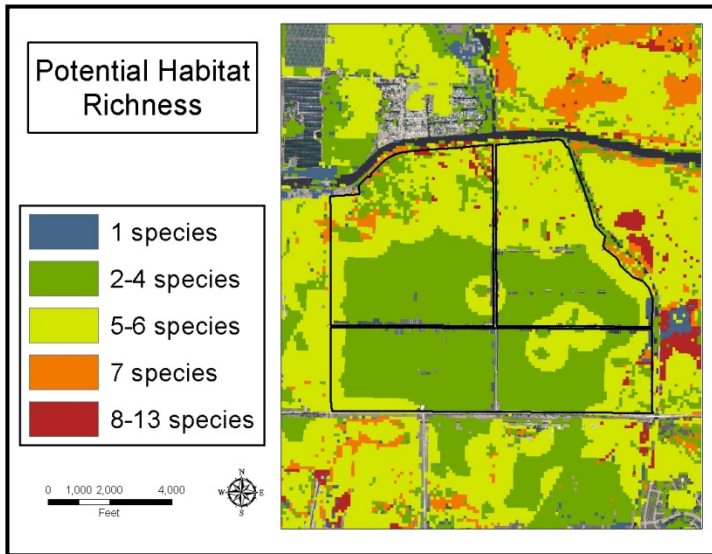 Potential Habitat
Richness
1 species
2-4 species
5-6 species
7 species
8-13 species
0 1,000 2,000 4,000
Feet
N
W E
S